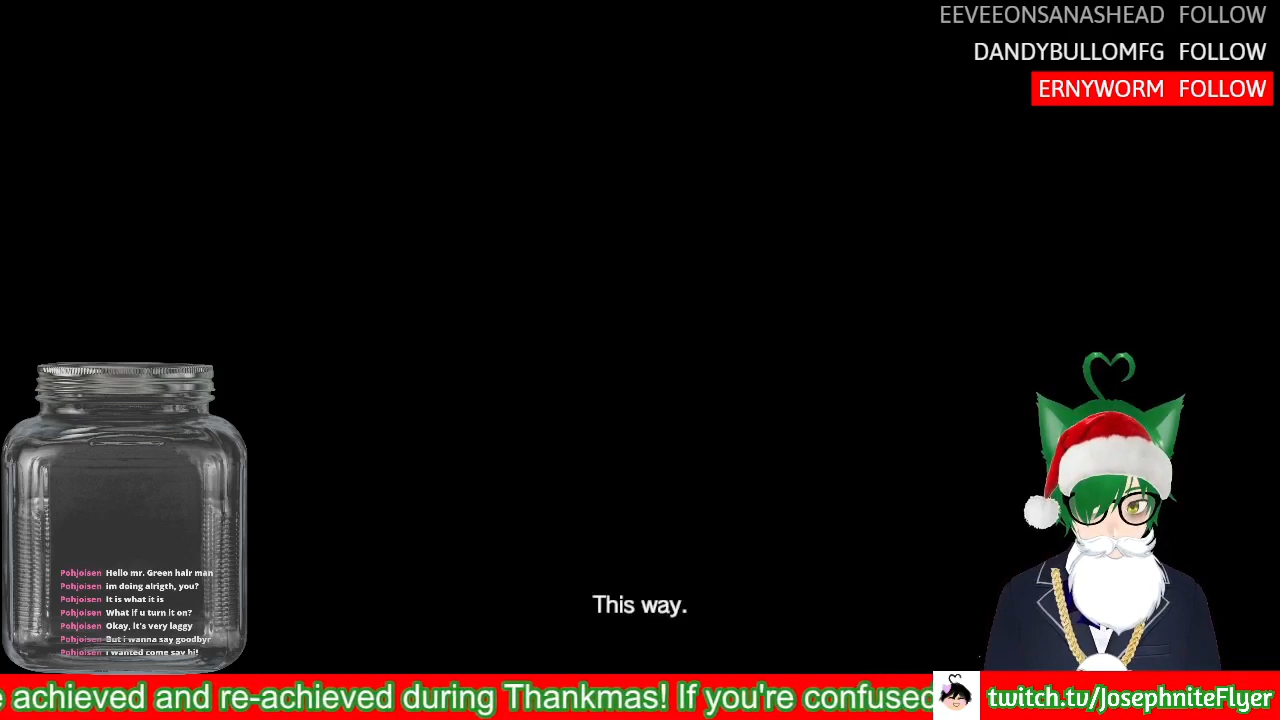 EEVEEONSANASHEAD FOLLOW
DANDYBULLOMFG FOLLOW
ERNYWORM FOLLOW
Pohjoisen Hello mr. Green hair man
Pohjoisen im doing alrigth, you?
Pohjoisen It is what it is
Pohjoisen What if u turn it on?
Pohjoisen Okay, it's very laggy
Pohjoisen But i wanna say goodbyr
Pohjoisen i wanted come say hi!
This way.
e achieved and re-achieved during Thankmas! If you're confused
twitch.tv/JosephniteFlyer